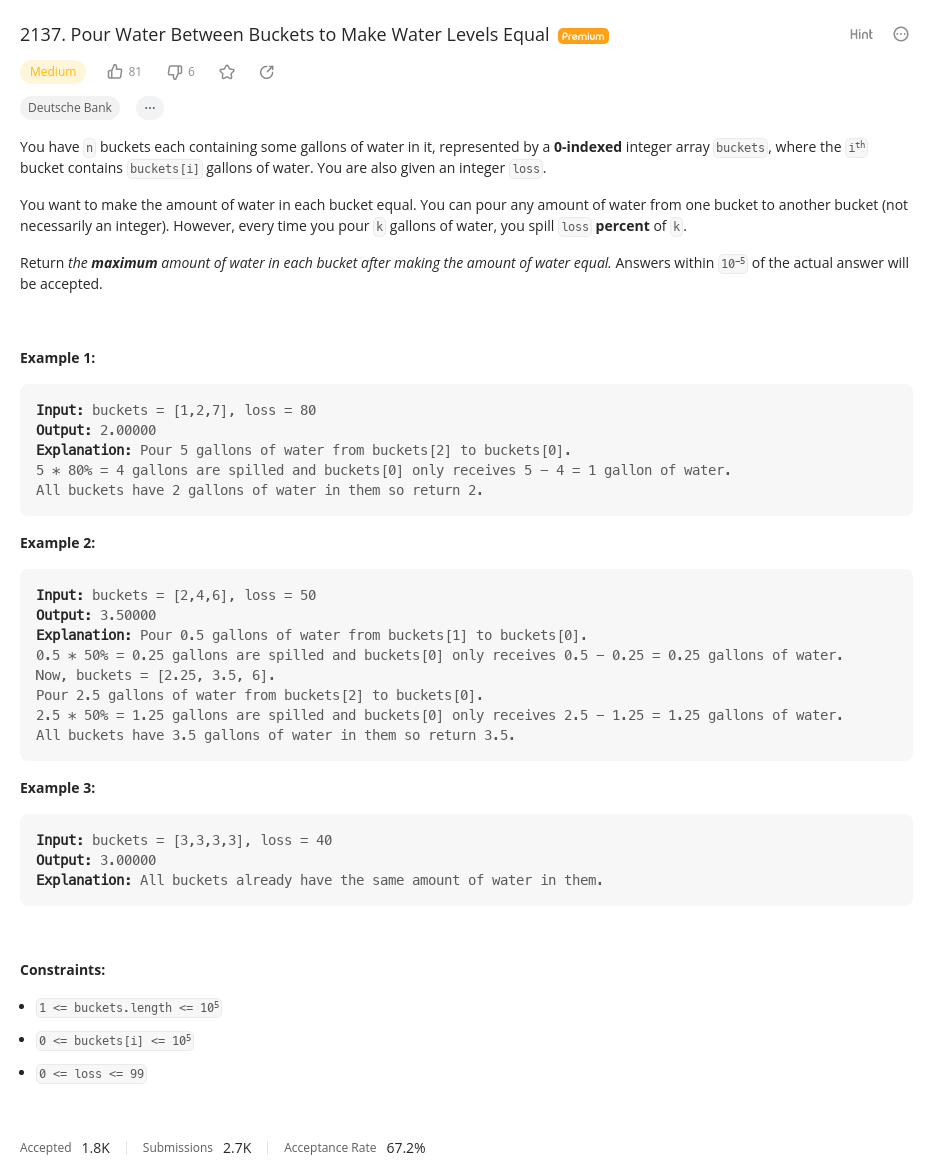 2137. Pour Water Between Buckets to Make Water Levels Equal Premium Hint
Medium 81 6
Deutsche Bank ...
You have n buckets each containing some gallons of water in it, represented by a 0-indexed integer array buckets, where the iᵗʰ
bucket contains buckets[i] gallons of water. You are also given an integer loss.
You want to make the amount of water in each bucket equal. You can pour any amount of water from one bucket to another bucket (not
necessarily an integer). However, every time you pour k gallons of water, you spill loss percent of k.
Return the maximum amount of water in each bucket after making the amount of water equal. Answers within 10⁻⁵ of the actual answer will
be accepted.
Example 1:
Input: buckets = [1,2,7], loss = 80
Output: 2.00000
Explanation: Pour 5 gallons of water from buckets[2] to buckets[0].
5 * 80% = 4 gallons are spilled and buckets[0] only receives 5 - 4 = 1 gallon of water.
All buckets have 2 gallons of water in them so return 2.
Example 2:
Input: buckets = [2,4,6], loss = 50
Output: 3.50000
Explanation: Pour 0.5 gallons of water from buckets[1] to buckets[0].
0.5 * 50% = 0.25 gallons are spilled and buckets[0] only receives 0.5 - 0.25 = 0.25 gallons of water.
Now, buckets = [2.25, 3.5, 6].
Pour 2.5 gallons of water from buckets[2] to buckets[0].
2.5 * 50% = 1.25 gallons are spilled and buckets[0] only receives 2.5 - 1.25 = 1.25 gallons of water.
All buckets have 3.5 gallons of water in them so return 3.5.
Example 3:
Input: buckets = [3,3,3,3], loss = 40
Output: 3.00000
Explanation: All buckets already have the same amount of water in them.
Constraints:
• 1 <= buckets.length <= 10⁵
• 0 <= buckets[i] <= 10⁵
• 0 <= loss <= 99
Accepted 1.8K Submissions 2.7K Acceptance Rate 67.2%